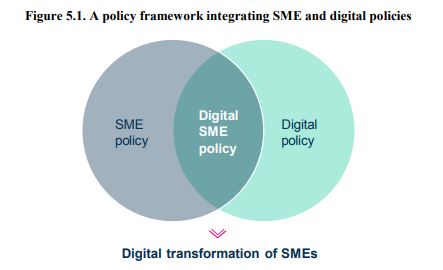 Figure 5.1. A policy framework integrating SME and digital policies
SME
policy
Digital
SME
policy
Digital
policy
Digital transformation of SMEs